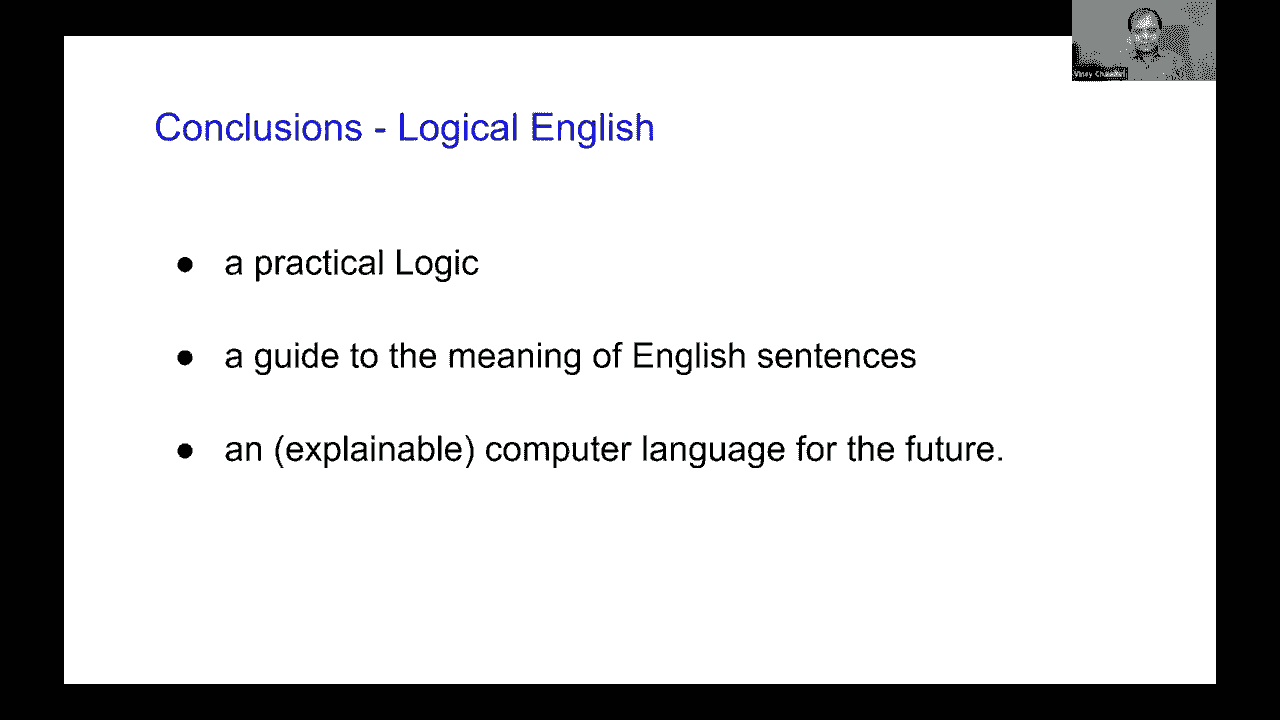 Conclusions - Logical English
● a practical Logic
● a guide to the meaning of English sentences
● an (explainable) computer language for the future.
Vinay